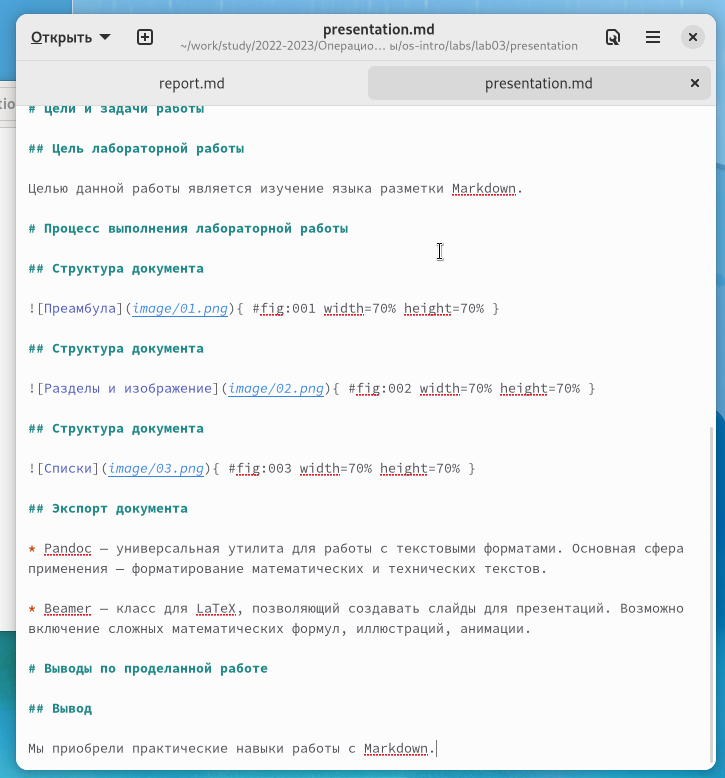 Открыть
presentation.md
~/work/study/2022-2023/Операцио… ы/os-intro/labs/lab03/presentation
report.md
presentation.md
# Цели и задачи работы
## Цель лабораторной работы
Целью данной работы является изучение языка разметки Markdown.
# Процесс выполнения лабораторной работы
## Структура документа
![Преамбула](image/01.png){ #fig:001 width=70% height=70% }
## Структура документа
![Разделы и изображение](image/02.png){ #fig:002 width=70% height=70% }
## Структура документа
![Списки](image/03.png){ #fig:003 width=70% height=70% }
## Экспорт документа
* Pandoc — универсальная утилита для работы с текстовыми форматами. Основная сфера
применения — форматирование математических и технических текстов.
* Beamer — класс для LaTeX, позволяющий создавать слайды для презентаций. Возможно
включение сложных математических формул, иллюстраций, анимации.
# Выводы по проделанной работе
## Вывод
Мы приобрели практические навыки работы с Markdown.